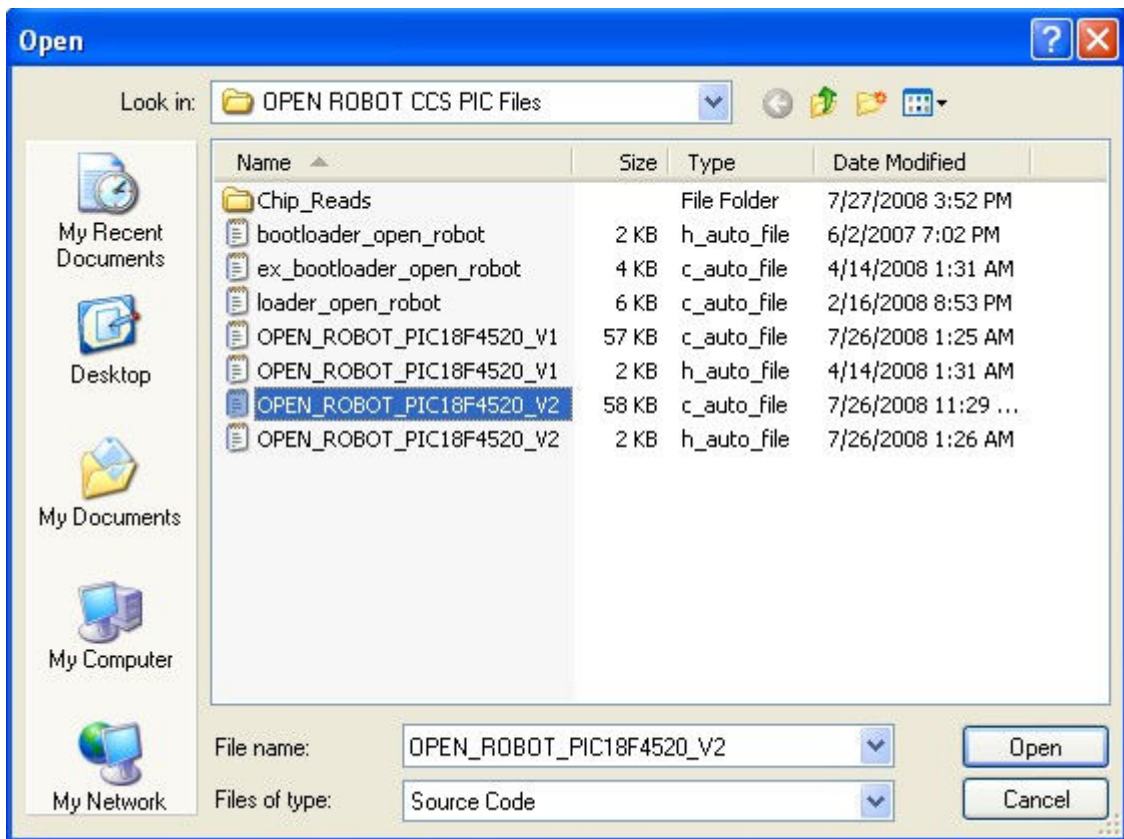 Open
Look in: OPEN ROBOT CCS PIC Files
My Recent Documents
Desktop
My Documents
My Computer
My Network
Name Size Type Date Modified
Chip_Reads File Folder 7/27/2008 3:52 PM
bootloader_open_robot 2 KB h_auto_file 6/2/2007 7:02 PM
ex_bootloader_open_robot 4 KB c_auto_file 4/14/2008 1:31 AM
loader_open_robot 6 KB c_auto_file 2/16/2008 8:53 PM
OPEN_ROBOT_PIC18F4520_V1 57 KB c_auto_file 7/26/2008 1:25 AM
OPEN_ROBOT_PIC18F4520_V1 2 KB h_auto_file 4/14/2008 1:31 AM
OPEN_ROBOT_PIC18F4520_V2 58 KB c_auto_file 7/26/2008 11:29 ...
OPEN_ROBOT_PIC18F4520_V2 2 KB h_auto_file 7/26/2008 1:26 AM
File name: OPEN_ROBOT_PIC18F4520_V2 Open
Files of type: Source Code Cancel